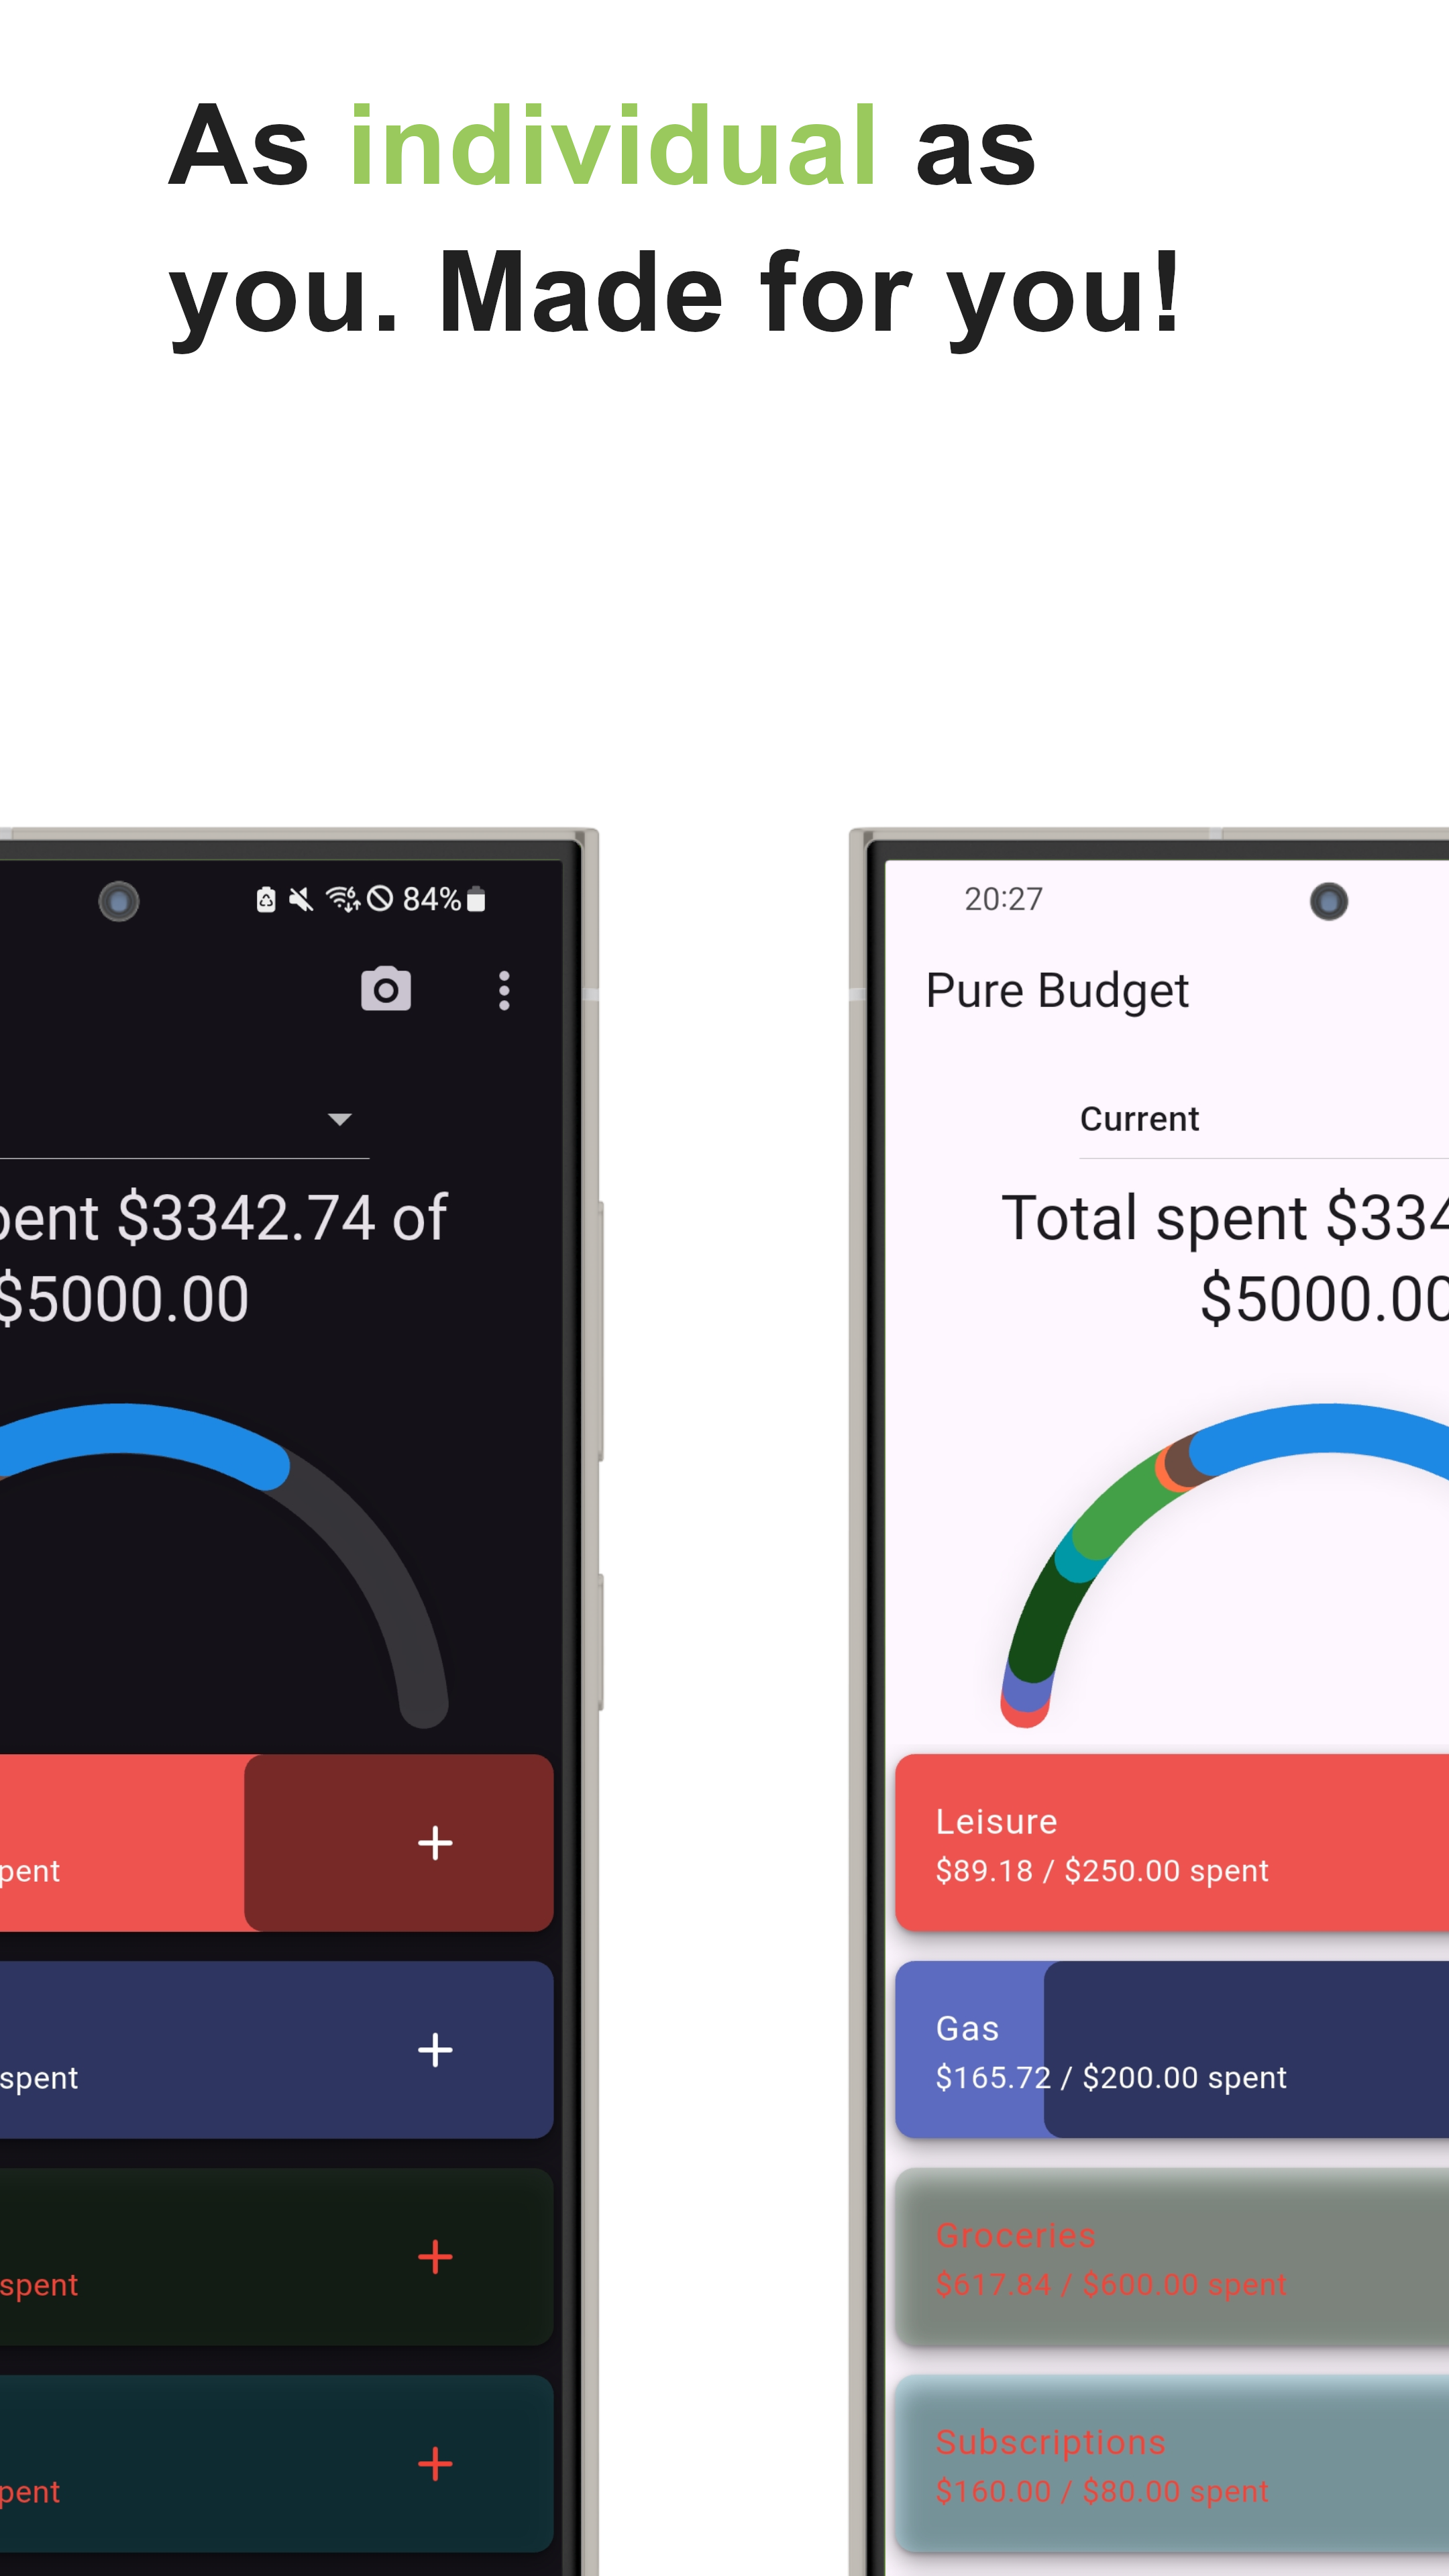 As individual as
you. Made for you!
84%
pent $3342.74 of
$5000.00
pent
spent
spent
pent
20:27
Pure Budget
Current
Total spent $334
$5000.00
Leisure
$89.18 / $250.00 spent
Gas
$165.72 / $200.00 spent
Groceries
$617.84 / $600.00 spent
Subscriptions
$160.00 / $80.00 spent